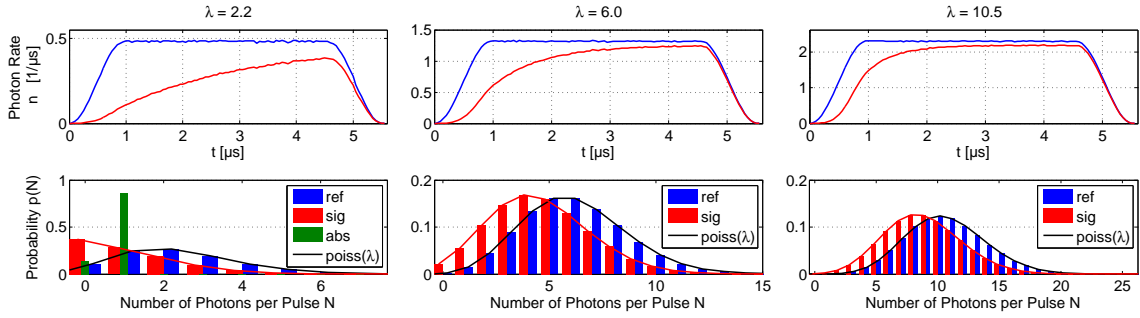 λ = 2.2
λ = 6.0
λ = 10.5
Photon Rate
n [1/µs]
0.5
0
0 1 2 3 4 5
t [µs]
1.5
1.0
0.5
0
0 1 2 3 4 5
t [µs]
2
1
0
0 1 2 3 4 5
t [µs]
Probability p(N)
1
0.5
0
0 2 4 6
Number of Photons per Pulse N
ref
sig
abs
poiss(λ)
0.2
0.1
0
0 5 10 15
Number of Photons per Pulse N
ref
sig
poiss(λ)
0.2
0.1
0
0 5 10 15 20 25
Number of Photons per Pulse N
ref
sig
poiss(λ)